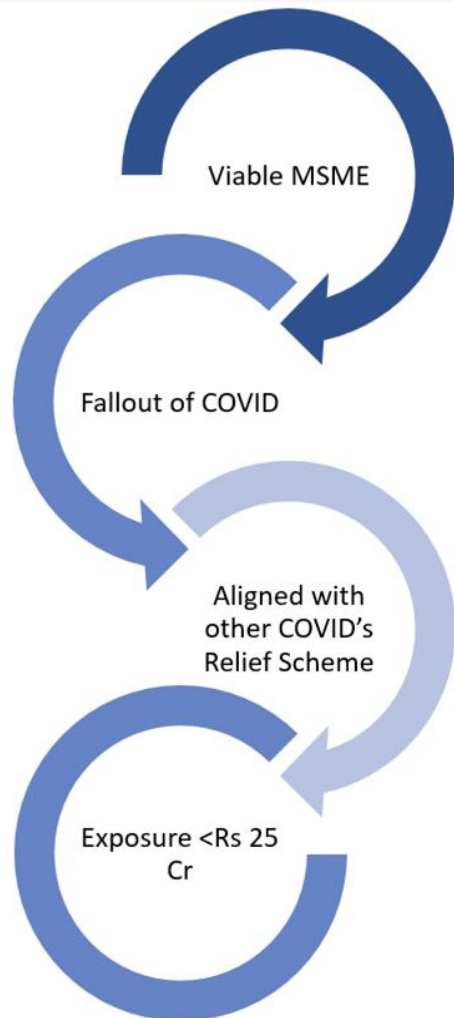 Viable MSME
Fallout of COVID
Aligned with
other COVID's
Relief Scheme
Exposure <Rs 25
Cr